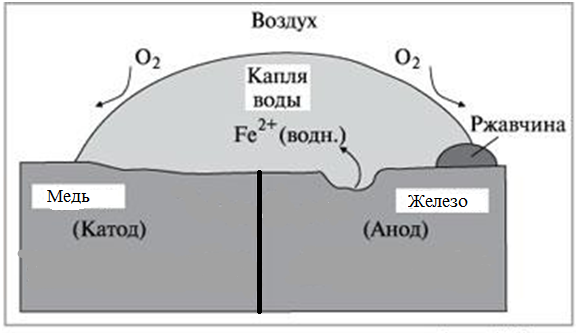 Воздух
O2
O2
Капля
воды
Ржавчина
Fe2+ (водн.)
Медь
Железо
(Катод)
(Анод)